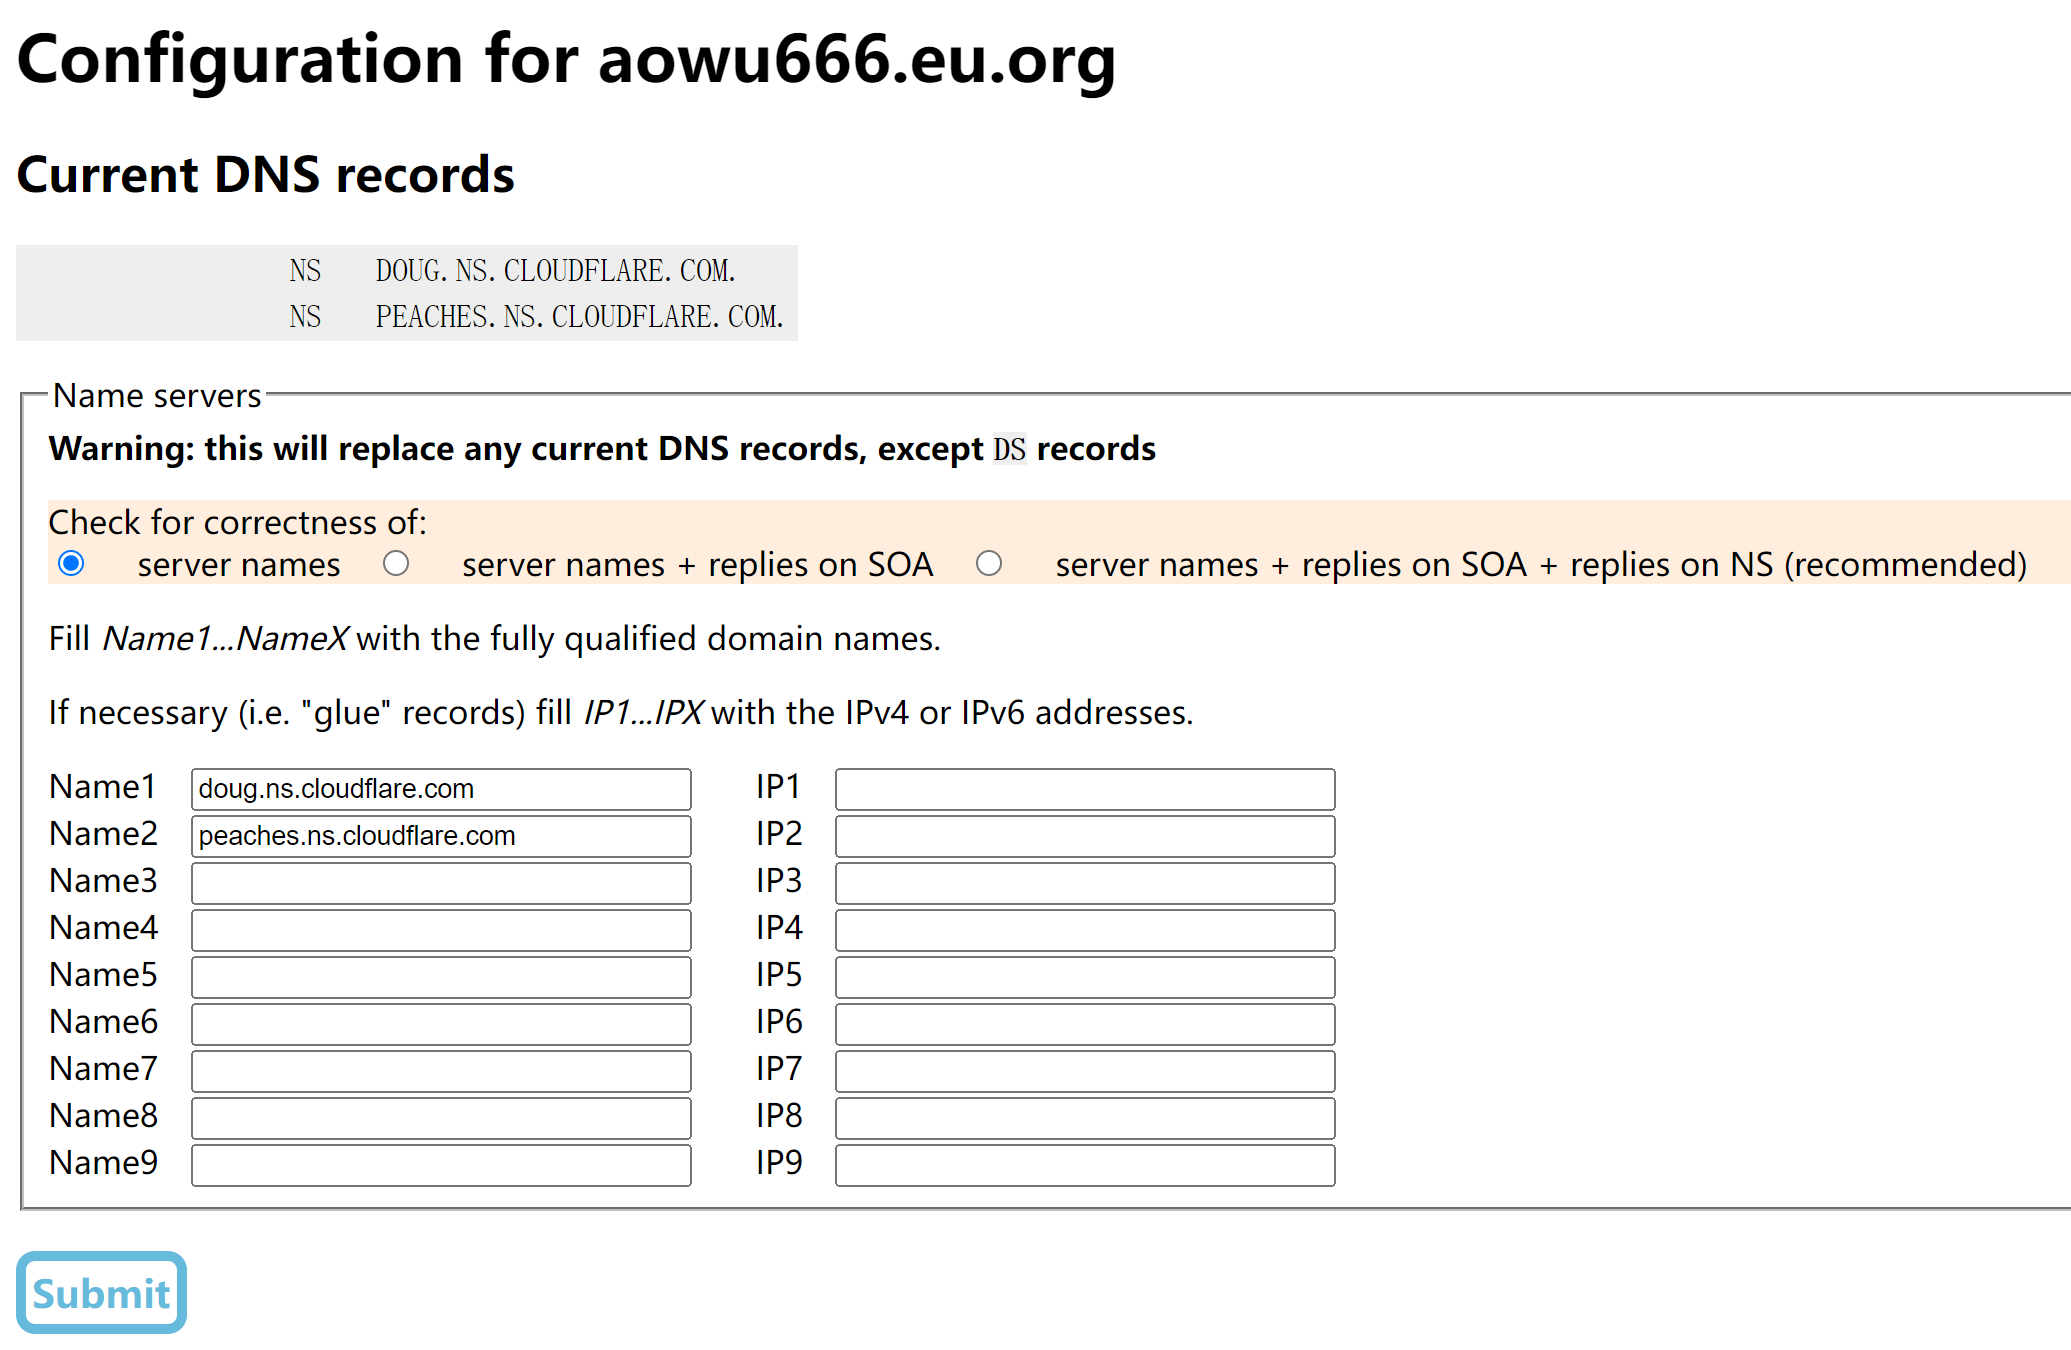 Configuration for aowu666.eu.org
Current DNS records
NS DOUG.NS.CLOUDFLARE.COM.
NS PEACHES.NS.CLOUDFLARE.COM.
Name servers
Warning: this will replace any current DNS records, except DS records
Check for correctness of:
server names server names + replies on SOA server names + replies on SOA + replies on NS (recommended)
Fill Name1...NameX with the fully qualified domain names.
If necessary (i.e. "glue" records) fill IP1...IPX with the IPv4 or IPv6 addresses.
Name1 doug.ns.cloudflare.com IP1
Name2 peaches.ns.cloudflare.com IP2
Name3 IP3
Name4 IP4
Name5 IP5
Name6 IP6
Name7 IP7
Name8 IP8
Name9 IP9
Submit